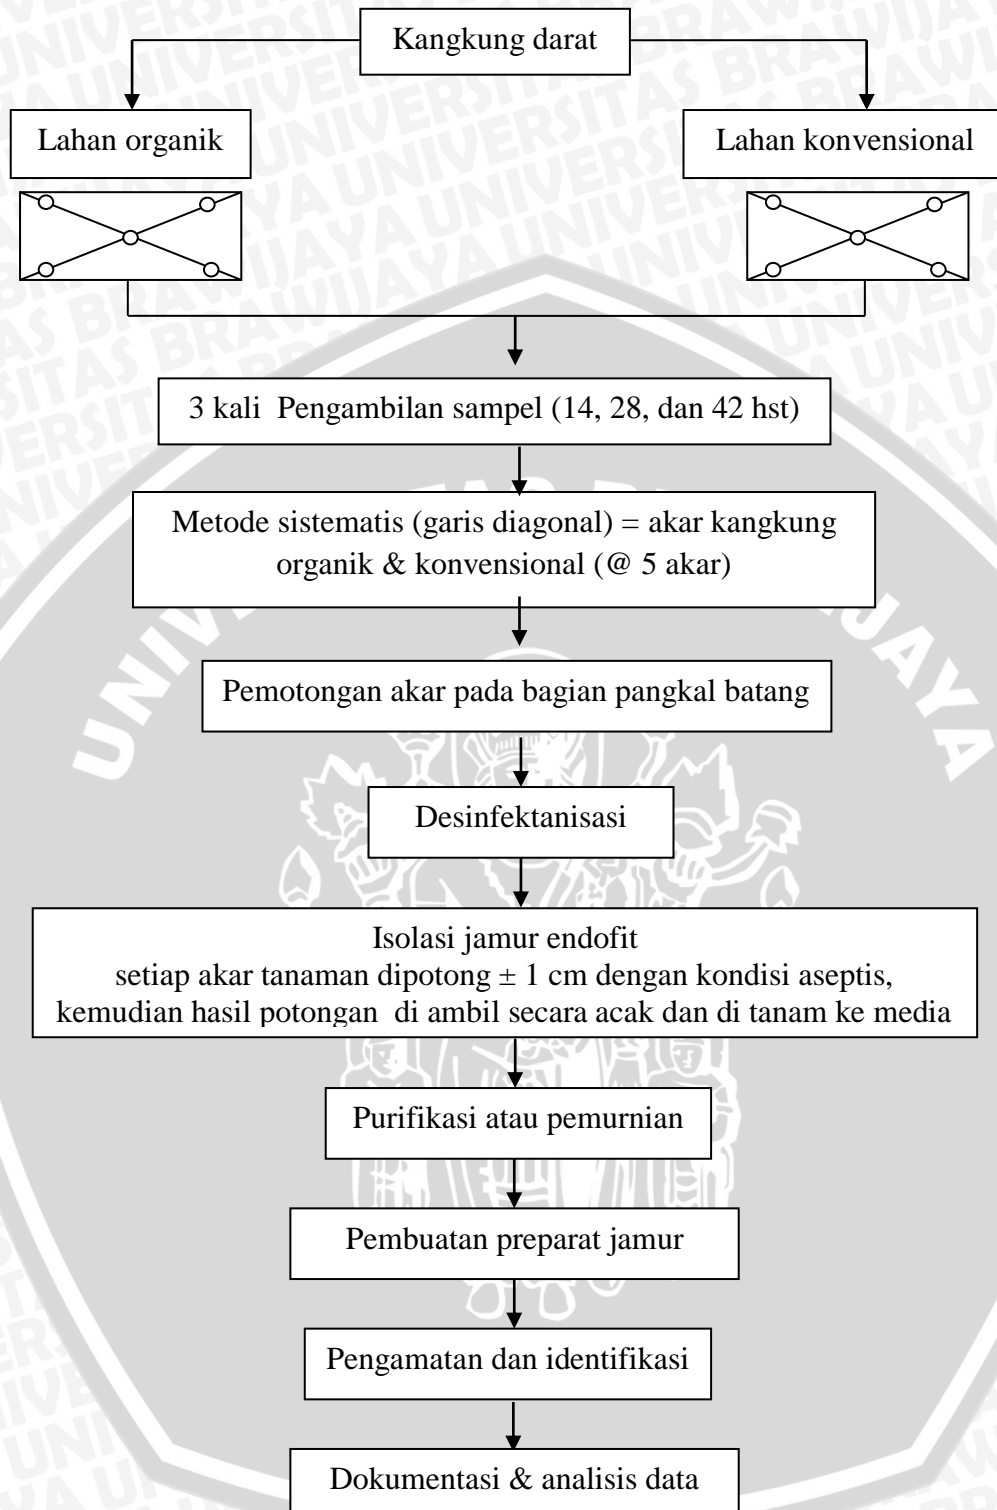 Kangkung darat
Lahan organik
Lahan konvensional
3 kali Pengambilan sampel (14, 28, dan 42 hst)
Metode sistematis (garis diagonal) = akar kangkung
organik & konvensional (@ 5 akar)
Pemotongan akar pada bagian pangkal batang
Desinfektanisasi
Isolasi jamur endofit
setiap akar tanaman dipotong ± 1 cm dengan kondisi aseptis,
kemudian hasil potongan di ambil secara acak dan di tanam ke media
Purifikasi atau pemurnian
Pembuatan preparat jamur
Pengamatan dan identifikasi
Dokumentasi & analisis data